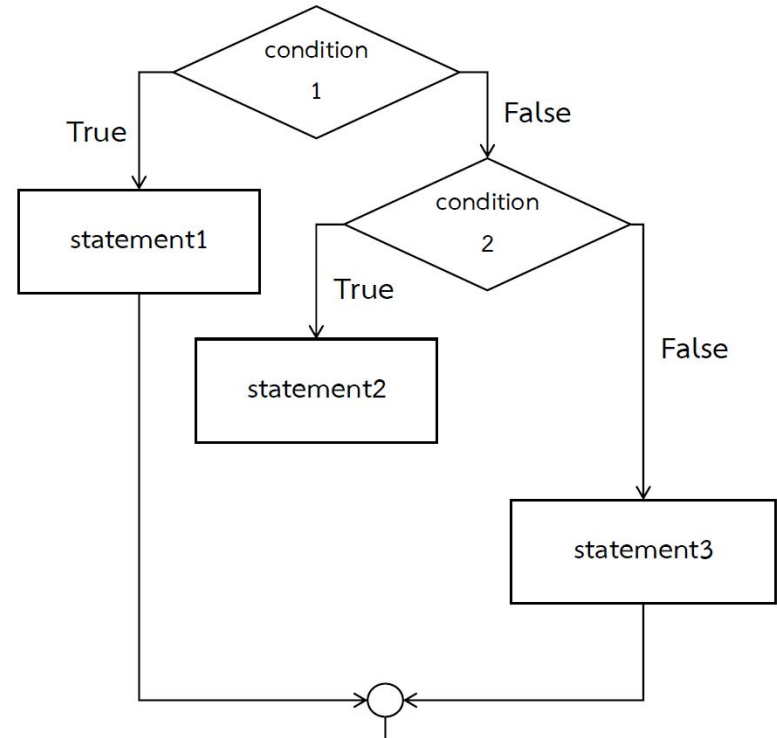 condition
1
True
False
statement1
condition
2
True
False
statement2
statement3